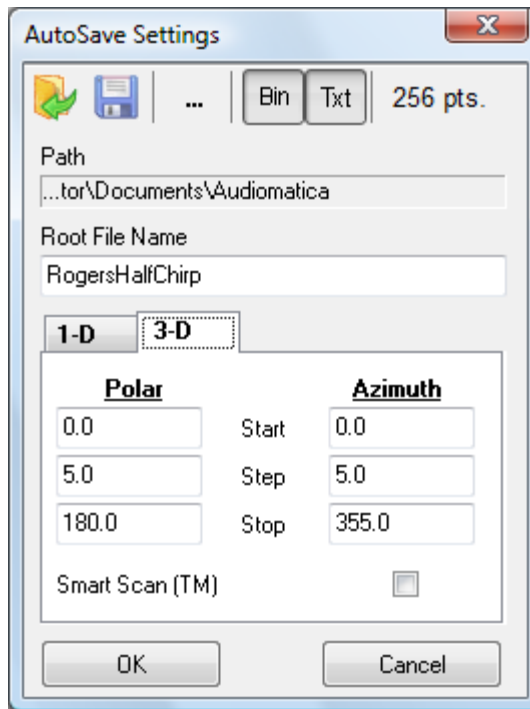 AutoSave Settings
... Bin Txt 256 pts.
Path
...tor\Documents\Audiomatica
Root File Name
RogersHalfChirp
1-D 3-D
Polar Azimuth
0.0 Start 0.0
5.0 Step 5.0
180.0 Stop 355.0
Smart Scan (TM)
OK Cancel